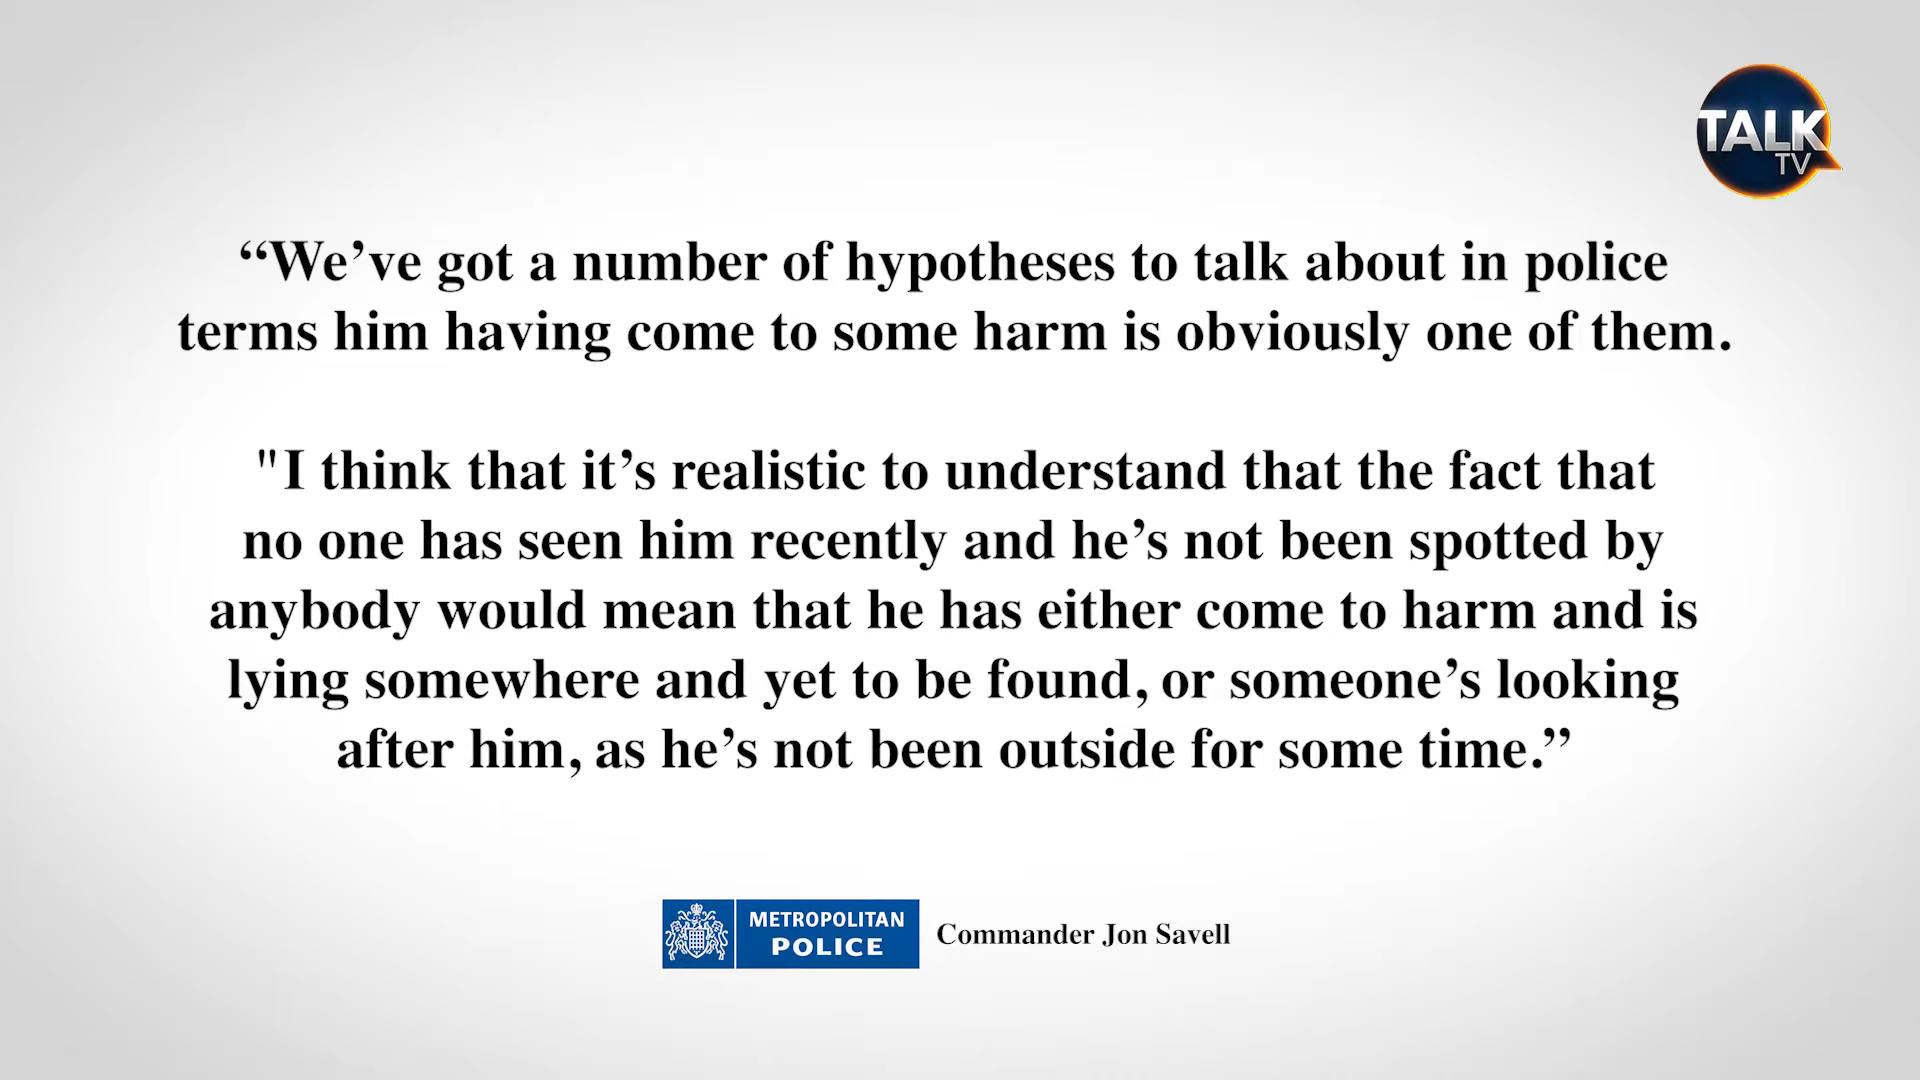 TALK
TV
“We’ve got a number of hypotheses to talk about in police
terms him having come to some harm is obviously one of them.
"I think that it’s realistic to understand that the fact that
no one has seen him recently and he’s not been spotted by
anybody would mean that he has either come to harm and is
lying somewhere and yet to be found, or someone’s looking
after him, as he’s not been outside for some time.”
METROPOLITAN
POLICE
Commander Jon Savell